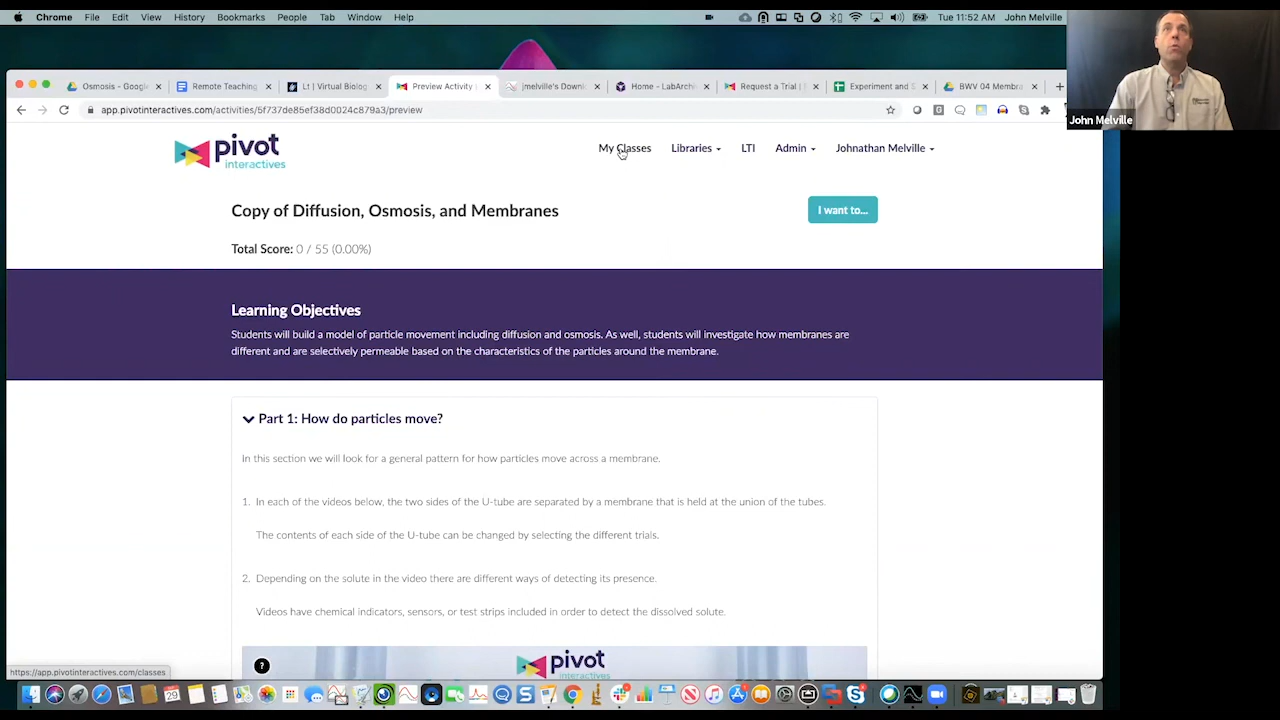 Chrome File Edit View History Bookmarks People Tab Window Help Tue 11:52 AM John Melville
Osmosis - Google Remote Teaching Lt | Virtual Biolog Preview Activity jmelville's Downl Home - LabArchi Request a Trial | Experiment and S BWV 04 Membra
app.pivotinteractives.com/activities/5f737de85ef38d0024c879a3/preview
John Melville
pivot interactives
My Classes Libraries LTI Admin Johnathan Melville
Copy of Diffusion, Osmosis, and Membranes
I want to...
Total Score: 0 / 55 (0.00%)
Learning Objectives
Students will build a model of particle movement including diffusion and osmosis. As well, students will investigate how membranes are
different and are selectively permeable based on the characteristics of the particles around the membrane.
Part 1: How do particles move?
In this section we will look for a general pattern for how particles move across a membrane.
1. In each of the videos below, the two sides of the U-tube are separated by a membrane that is held at the union of the tubes.
The contents of each side of the U-tube can be changed by selecting the different trials.
2. Depending on the solute in the video there are different ways of detecting its presence.
Videos have chemical indicators, sensors, or test strips included in order to detect the dissolved solute.
?
pivot
interactives
https://app.pivotinteractives.com/classes